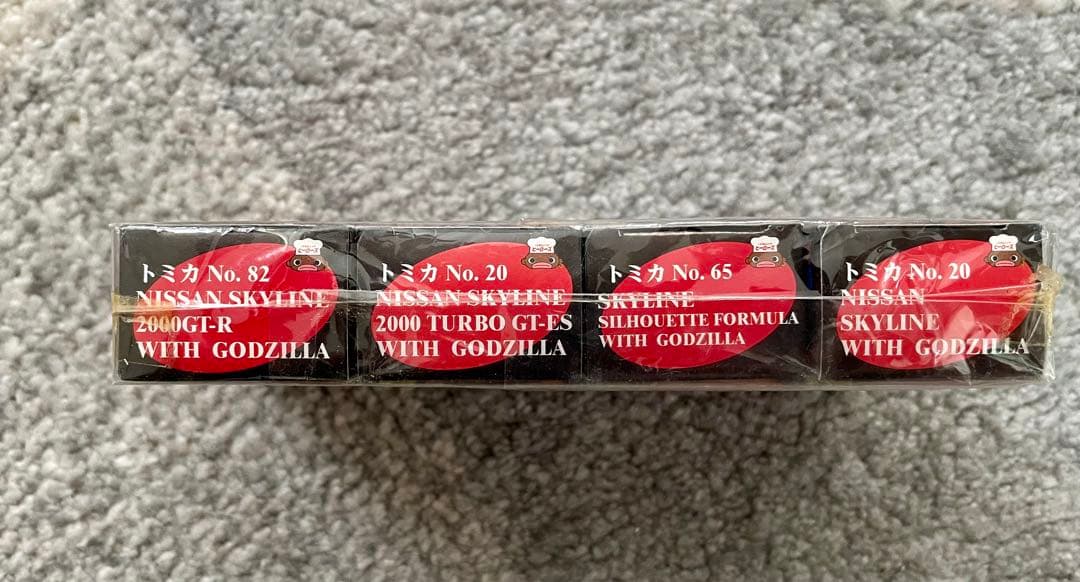 トミカ No. 82
NISSAN SKYLINE
2000GT-R
WITH GODZILLA
トミカ No. 20
NISSAN SKYLINE
2000 TURBO GT-ES
WITH GODZILLA
トミカ No. 65
SKYLINE
SILHOUETTE FORMULA
WITH GODZILLA
トミカ No. 20
NISSAN
SKYLINE
WITH GODZILLA